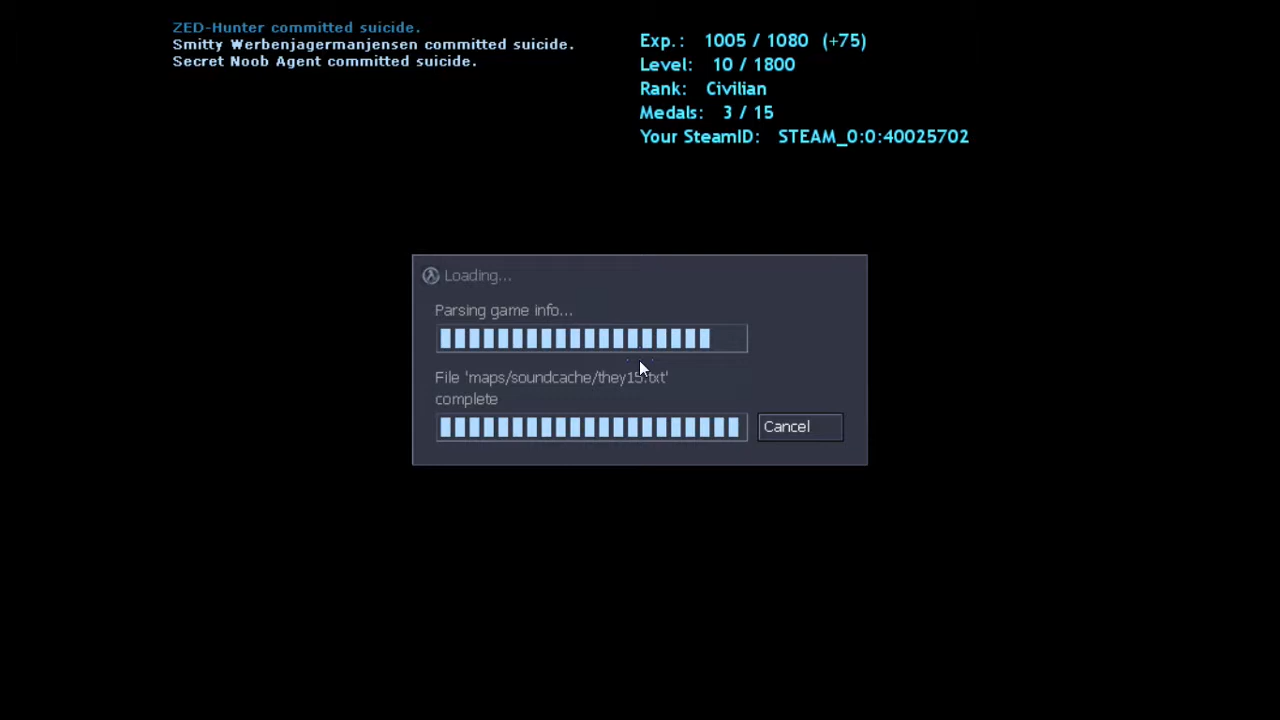 ZED-Hunter committed suicide.
Smitty Werbenjagermanjensen committed suicide.
Secret Noob Agent committed suicide.
Exp.: 1005 / 1080 (+75)
Level: 10 / 1800
Rank: Civilian
Medals: 3 / 15
Your SteamID: STEAM_0:0:40025702
Loading...
Parsing game info...
File 'maps/soundcache/they15.txt'
complete
Cancel